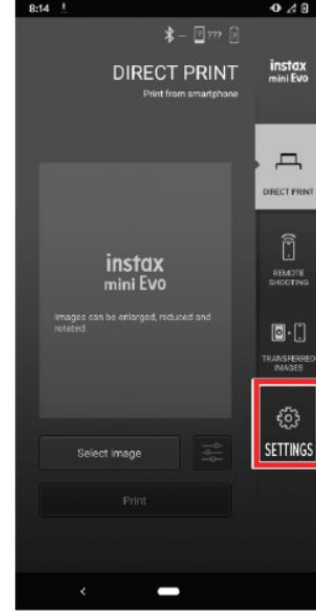 8:14
???
DIRECT PRINT
Print from smartphone
instax
mini Evo
DIRECT PRINT
REMOTE
SHOOTING
TRANSFERRED
IMAGES
SETTINGS
instax
mini Evo
Images can be enlarged, reduced and
rotated.
Select image
Print